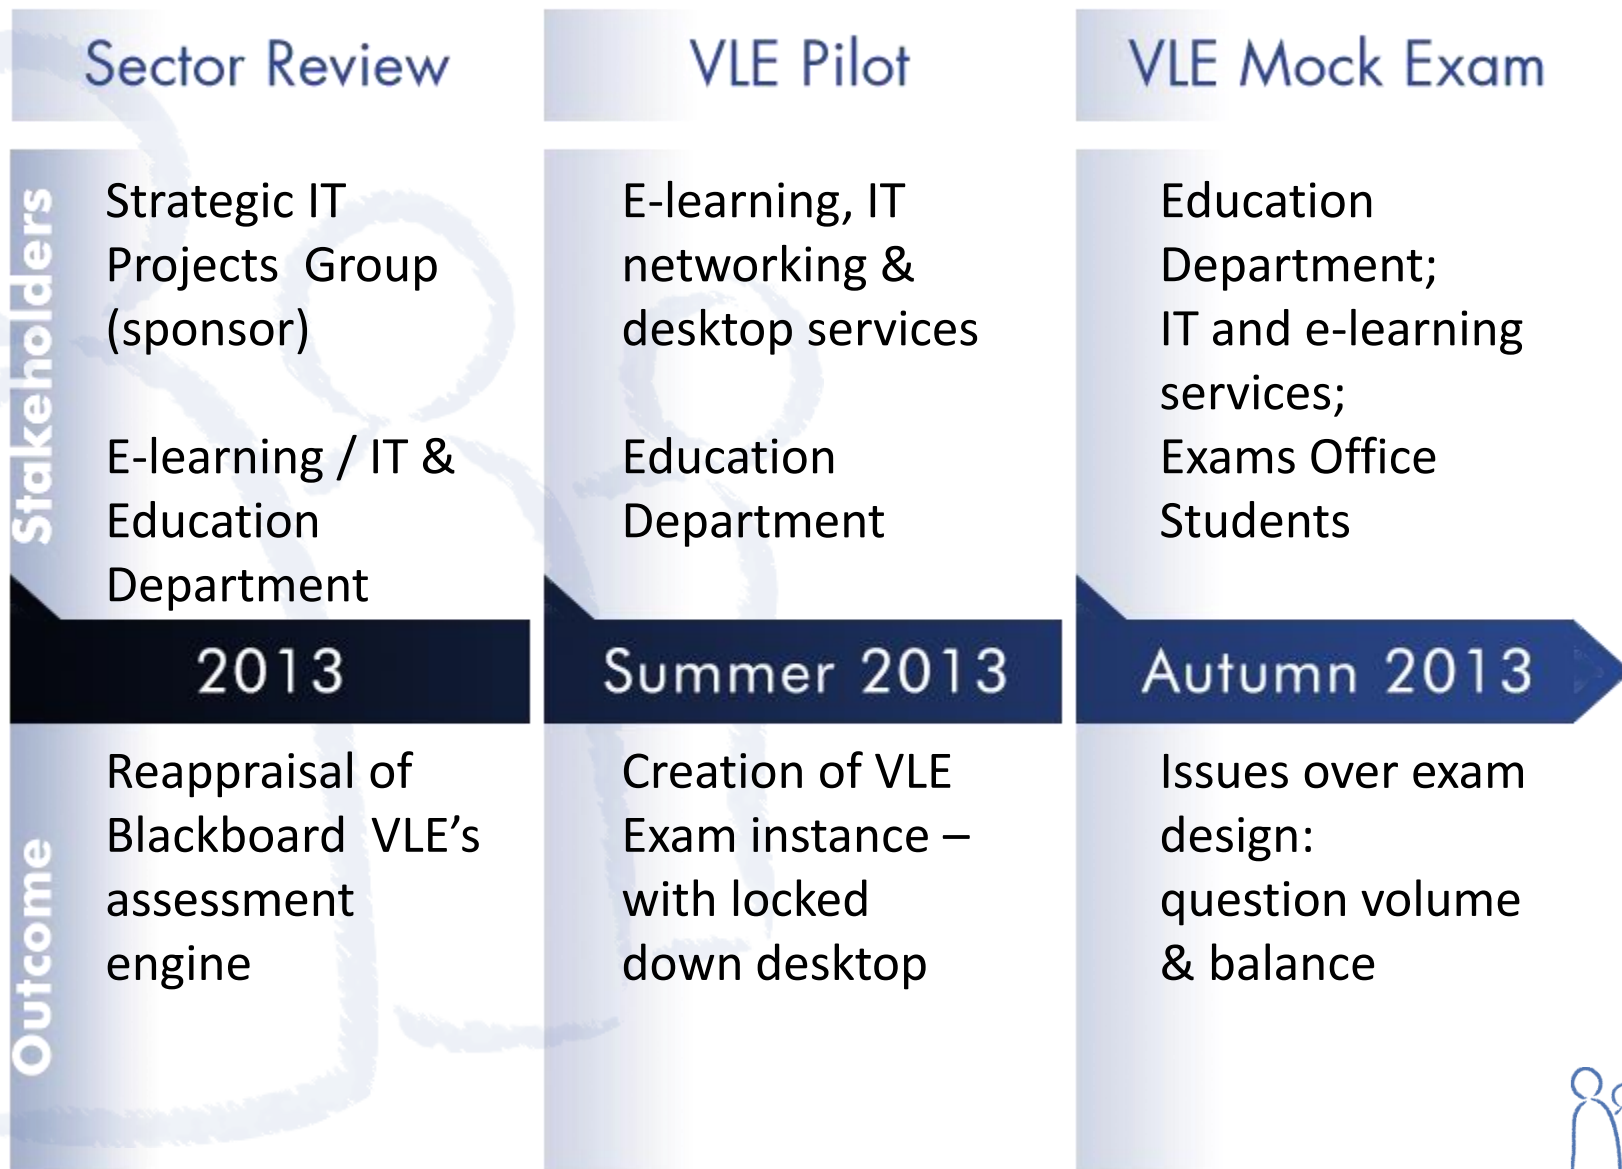 Sector Review
VLE Pilot
VLE Mock Exam
Stakeholders
Strategic IT
Projects  Group
(sponsor)
E-learning / IT &
Education
Department
E-learning, IT
networking &
desktop services
Education
Department
Education
Department;
IT and e-learning
services;
Exams Office
Students
2013
Summer 2013
Autumn 2013
Outcome
Reappraisal of
Blackboard  VLE’s
assessment
engine
Creation of VLE
Exam instance –
with locked
down desktop
Issues over exam
design:
question volume
& balance